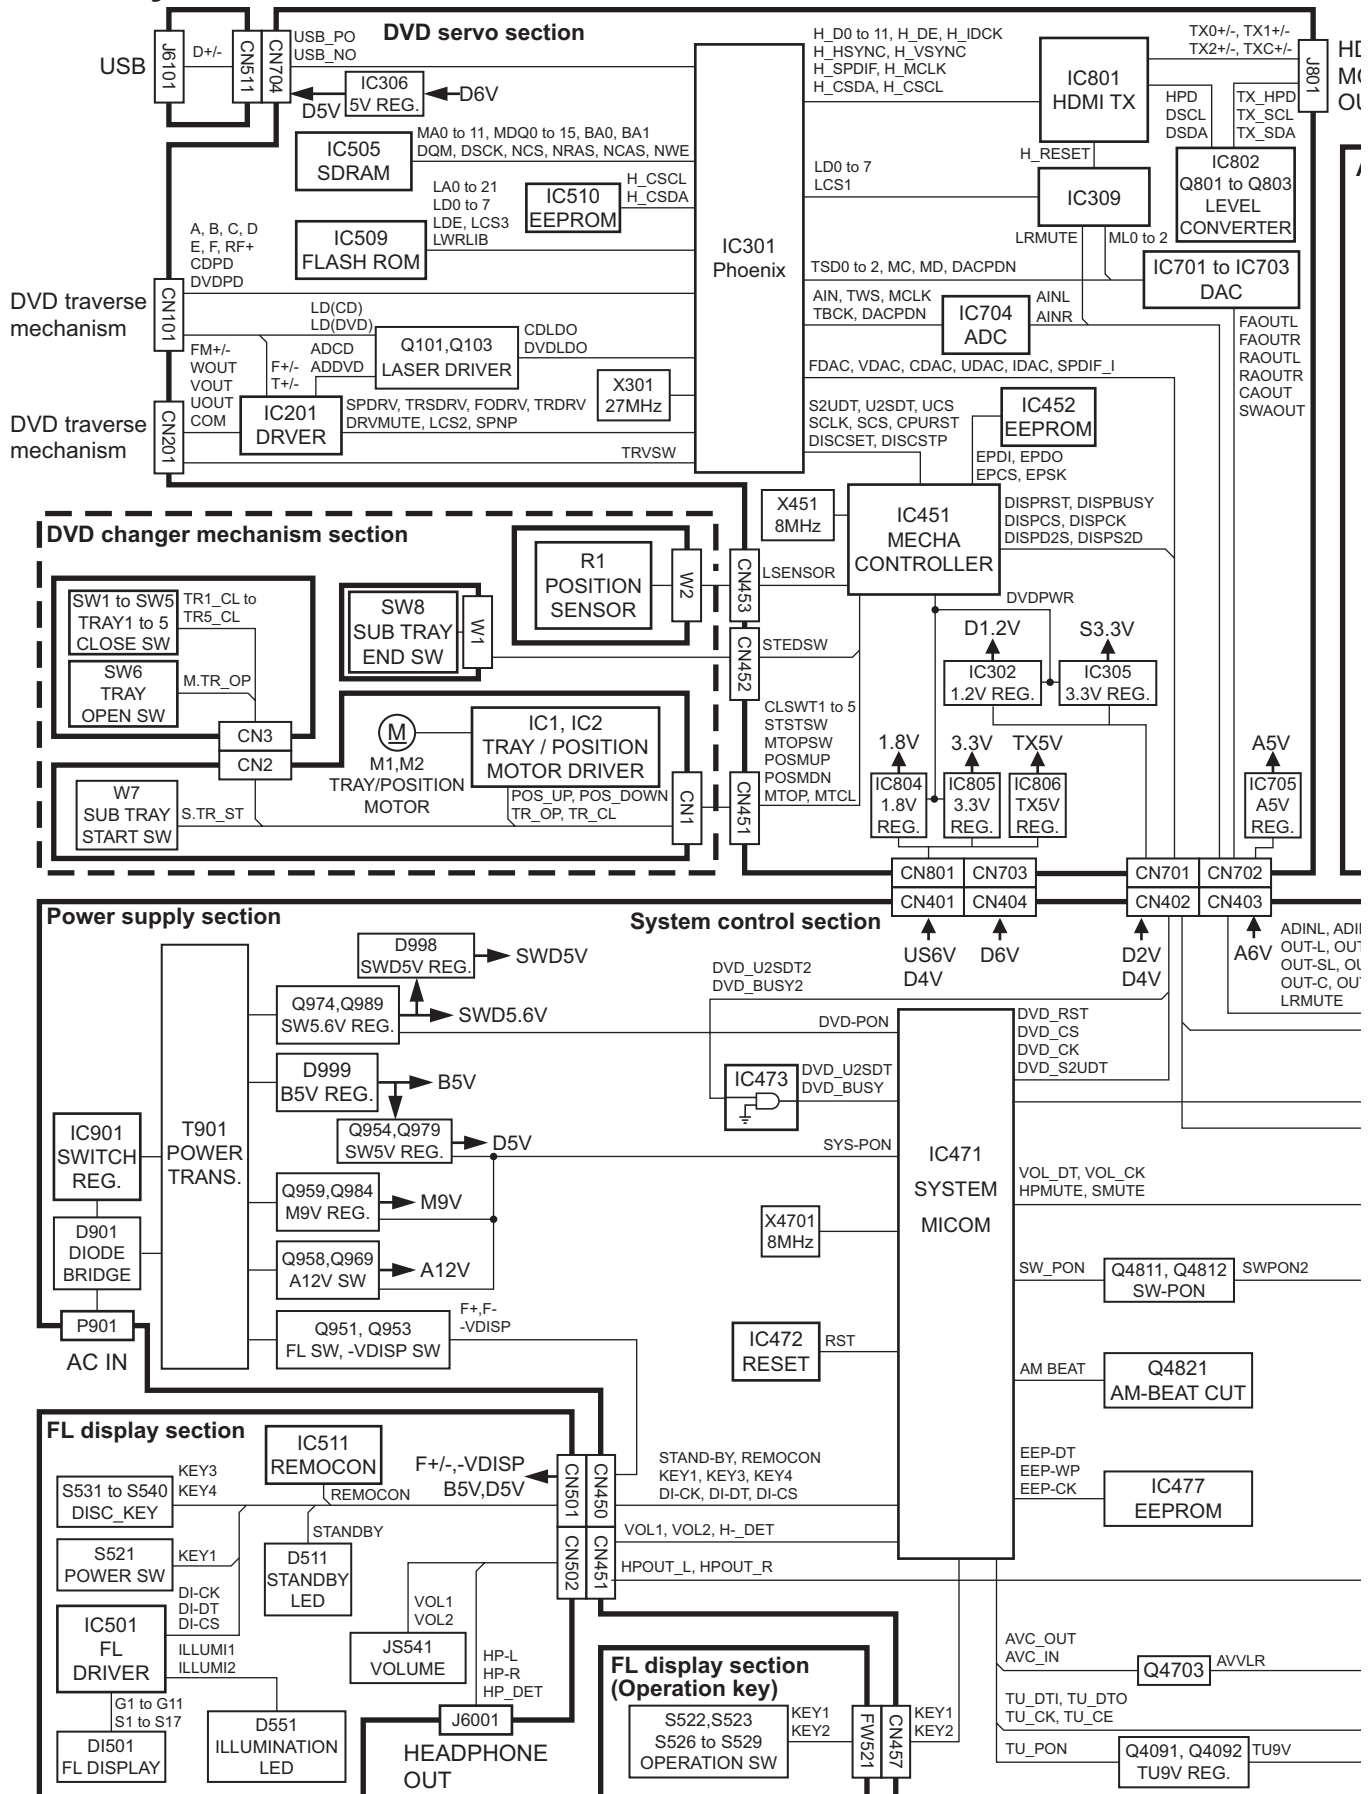 DVD servo section
USB
J6101
D+/-
CN511
CN704
USB_PO
USB_NO
D5V
IC306
5V REG.
D6V
IC505
SDRAM
MA0 to 11, MDQ0 to 15, BA0, BA1
DQM, DSCK, NCS, NRAS, NCAS, NWE
LA0 to 21
LD0 to 7
LDE, LCS3
LWRLIB
IC510
EEPROM
H_CSCL
H_CSDA
IC509
FLASH ROM
A, B, C, D
E, F, RF+
CDPD
DVDPD
DVD traverse
mechanism
CN101
LD(CD)
LD(DVD)
FM+/-
WOUT
VOUT
UOUT
COM
F+/-
T+/-
ADCD
ADDVD
Q101,Q103
LASER DRIVER
CDLDO
DVDLDO
X301
27MHz
DVD traverse
mechanism
CN201
IC201
DRVER
SPDRV, TRSDRV, FODRV, TRDRV
DRVMUTE, LCS2, SPNP
TRVSW
IC301
Phoenix
H_D0 to 11, H_DE, H_IDCK
H_HSYNC, H_VSYNC
H_SPDIF, H_MCLK
H_CSDA, H_CSCL
IC801
HDMI TX
TX0+/-, TX1+/-
TX2+/-, TXC+/-
J801
HPD
DSCL
DSDA
TX_HPD
TX_SCL
TX_SDA
H_RESET
LD0 to 7
LCS1
IC309
IC802
Q801 to Q803
LEVEL
CONVERTER
LRMUTE
ML0 to 2
TSD0 to 2, MC, MD, DACPDN
IC701 to IC703
DAC
AIN, TWS, MCLK
TBCK, DACPDN
IC704
ADC
AINL
AINR
FAOUTL
FAOUTR
RAOUTL
RAOUTR
CAOUT
SWAOUT
FDAC, VDAC, CDAC, UDAC, IDAC, SPDIF_I
S2UDT, U2SDT, UCS
SCLK, SCS, CPURST
DISCSET, DISCSTP
IC452
EEPROM
EPDI, EPDO
EPCS, EPSK
X451
8MHz
IC451
MECHA
CONTROLLER
DISPRST, DISPBUSY
DISPCS, DISPCK
DISPD2S, DISPS2D
DVD changer mechanism section
SW1 to SW5
TRAY1 to 5
CLOSE SW
TR1_CL to
TR5_CL
SW6
TRAY
OPEN SW
M.TR_OP
CN3
CN2
SW8
SUB TRAY
END SW
W1
R1
POSITION
SENSOR
W2
CN453
LSENSOR
CN452
STEDSW
M
M1,M2
TRAY/POSITION
MOTOR
IC1, IC2
TRAY / POSITION
MOTOR DRIVER
POS_UP, POS_DOWN
TR_OP, TR_CL
W7
SUB TRAY
START SW
S.TR_ST
CN1
CN451
CLSWT1 to 5
STSTSW
MTOPSW
POSMUP
POSMDN
MTOP, MTCL
DVDPWR
D1.2V
S3.3V
IC302
1.2V REG.
IC305
3.3V REG.
1.8V
3.3V
TX5V
A5V
IC804
1.8V
REG.
IC805
3.3V
REG.
IC806
TX5V
REG.
IC705
A5V
REG.
CN801
CN703
CN701
CN702
CN401
CN404
CN402
CN403
US6V
D4V
D6V
D2V
D4V
A6V
LRMUTE
Power supply section
System control section
D998
SWD5V REG.
SWD5V
Q974,Q989
SW5.6V REG.
SWD5.6V
D999
B5V REG.
B5V
Q954,Q979
SW5V REG.
D5V
IC901
SWITCH
REG.
T901
POWER
TRANS.
Q959,Q984
M9V REG.
M9V
D901
DIODE
BRIDGE
Q958,Q969
A12V SW
A12V
P901
AC IN
Q951, Q953
FL SW, -VDISP SW
F+,F-
-VDISP
DVD_U2SDT2
DVD_BUSY2
DVD-PON
IC473
DVD_U2SDT
DVD_BUSY
SYS-PON
X4701
8MHz
IC472
RESET
RST
IC471
SYSTEM
MICOM
DVD_RST
DVD_CS
DVD_CK
DVD_S2UDT
VOL_DT, VOL_CK
HPMUTE, SMUTE
SW_PON
Q4811, Q4812
SW-PON
SWPON2
AM BEAT
Q4821
AM-BEAT CUT
EEP-DT
EEP-WP
EEP-CK
IC477
EEPROM
FL display section
IC511
REMOCON
REMOCON
F+/-,-VDISP
B5V,D5V
CN501
CN450
STAND-BY, REMOCON
KEY1, KEY3, KEY4
DI-CK, DI-DT, DI-CS
S531 to S540
DISC_KEY
KEY3
KEY4
S521
POWER SW
KEY1
STANDBY
D511
STANDBY
LED
CN502
CN451
VOL1, VOL2, H-_DET
HPOUT_L, HPOUT_R
IC501
FL
DRIVER
DI-CK
DI-DT
DI-CS
ILLUMI1
ILLUMI2
VOL1
VOL2
JS541
VOLUME
G1 to G11
S1 to S17
DI501
FL DISPLAY
D551
ILLUMINATION
LED
HP-L
HP-R
HP_DET
J6001
HEADPHONE
OUT
FL display section
(Operation key)
S522,S523
S526 to S529
OPERATION SW
KEY1
KEY2
FW521
CN457
KEY1
KEY2
AVC_OUT
AVC_IN
Q4703
AVVLR
TU_DTI, TU_DTO
TU_CK, TU_CE
TU_PON
Q4091, Q4092
TU9V REG.
TU9V